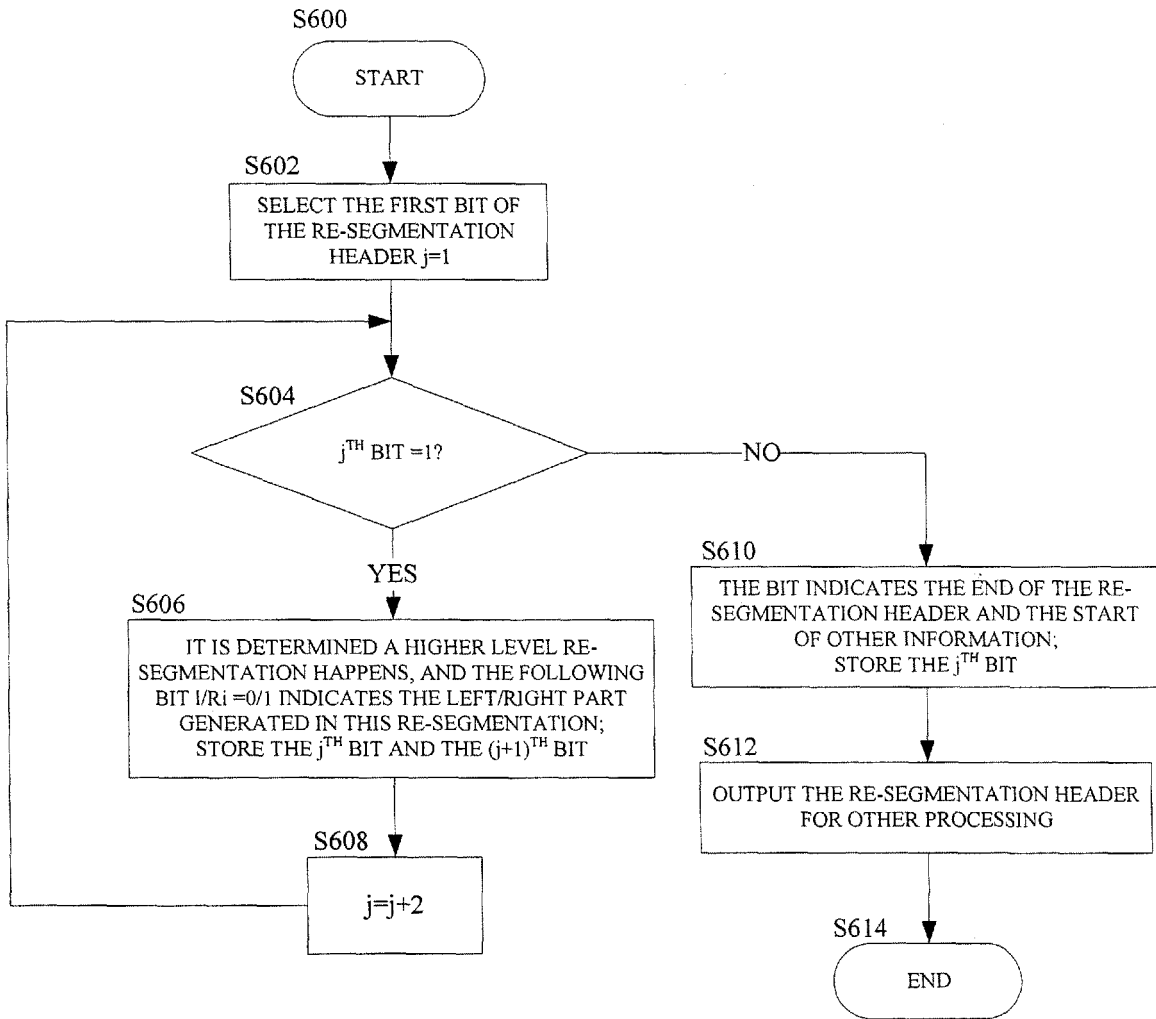 S600
START
S602
SELECT THE FIRST BIT OF
THE RE-SEGMENTATION
HEADER j=1
S604
jTH BIT =1?
NO
YES
S606
IT IS DETERMINED A HIGHER LEVEL RE-
SEGMENTATION HAPPENS, AND THE FOLLOWING
BIT l/Ri =0/1 INDICATES THE LEFT/RIGHT PART
GENERATED IN THIS RE-SEGMENTATION;
STORE THE jTH BIT AND THE (j+1)TH BIT
S608
j=j+2
S610
THE BIT INDICATES THE END OF THE RE-
SEGMENTATION HEADER AND THE START
OF OTHER INFORMATION;
STORE THE jTH BIT
S612
OUTPUT THE RE-SEGMENTATION HEADER
FOR OTHER PROCESSING
S614
END